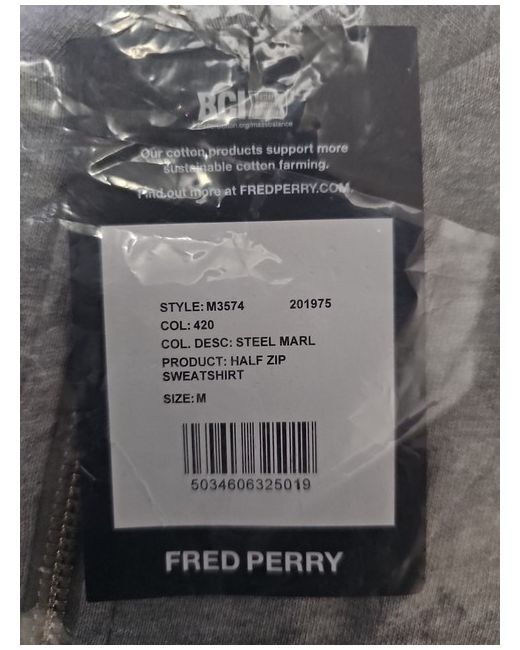 BCI
Our cotton products support more
sustainable cotton farming.
Find out more at FREDPERRY.COM.
STYLE: M3574 201975
COL: 420
COL. DESC: STEEL MARL
PRODUCT: HALF ZIP
SWEATSHIRT
SIZE: M
5034606325019
FRED PERRY